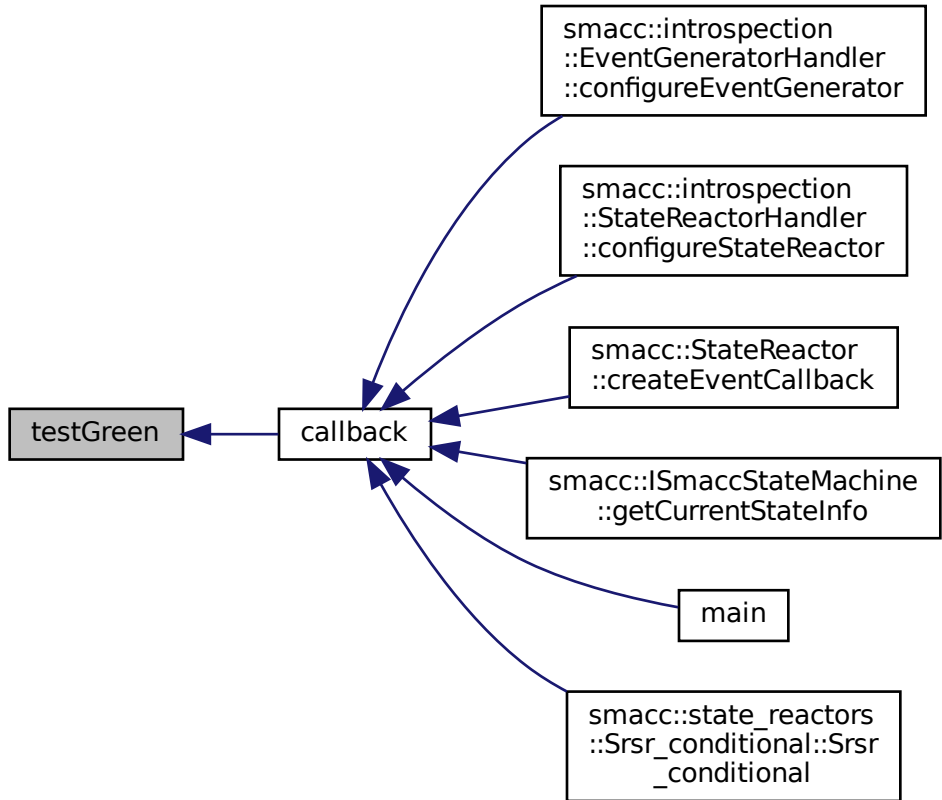 smacc::introspection
::EventGeneratorHandler
::configureEventGenerator
smacc::introspection
::StateReactorHandler
::configureStateReactor
smacc::StateReactor
::createEventCallback
testGreen
callback
smacc::ISmaccStateMachine
::getCurrentStateInfo
main
smacc::state_reactors
::Srsr_conditional::Srsr
_conditional